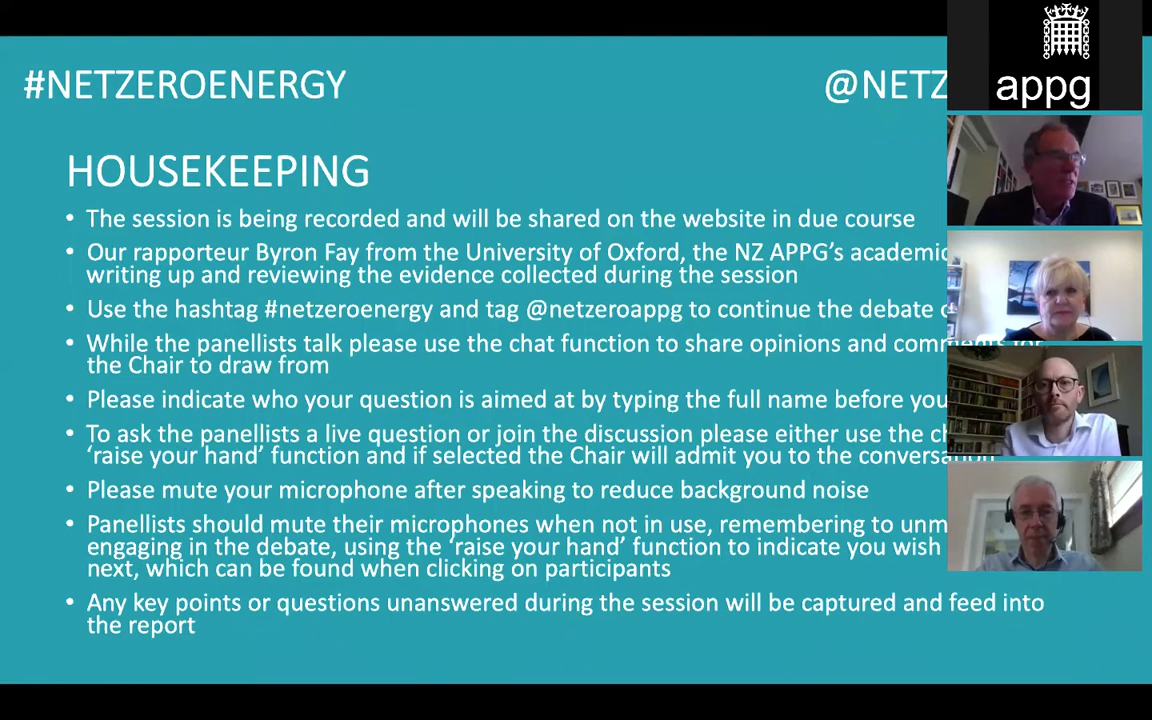 #NETZEROENERGY @NETZ
appg
HOUSEKEEPING
• The session is being recorded and will be shared on the website in due course
• Our rapporteur Byron Fay from the University of Oxford, the NZ APPG’s academic
writing up and reviewing the evidence collected during the session
• Use the hashtag #netzeroenergy and tag @netzeroappg to continue the debate
• While the panellists talk please use the chat function to share opinions and comments for
the Chair to draw from
• Please indicate who your question is aimed at by typing the full name before you
• To ask the panellists a live question or join the discussion please either use the ch
‘raise your hand’ function and if selected the Chair will admit you to the conversation
• Please mute your microphone after speaking to reduce background noise
• Panellists should mute their microphones when not in use, remembering to unm
engaging in the debate, using the ‘raise your hand’ function to indicate you wish
next, which can be found when clicking on participants
• Any key points or questions unanswered during the session will be captured and feed into
the report